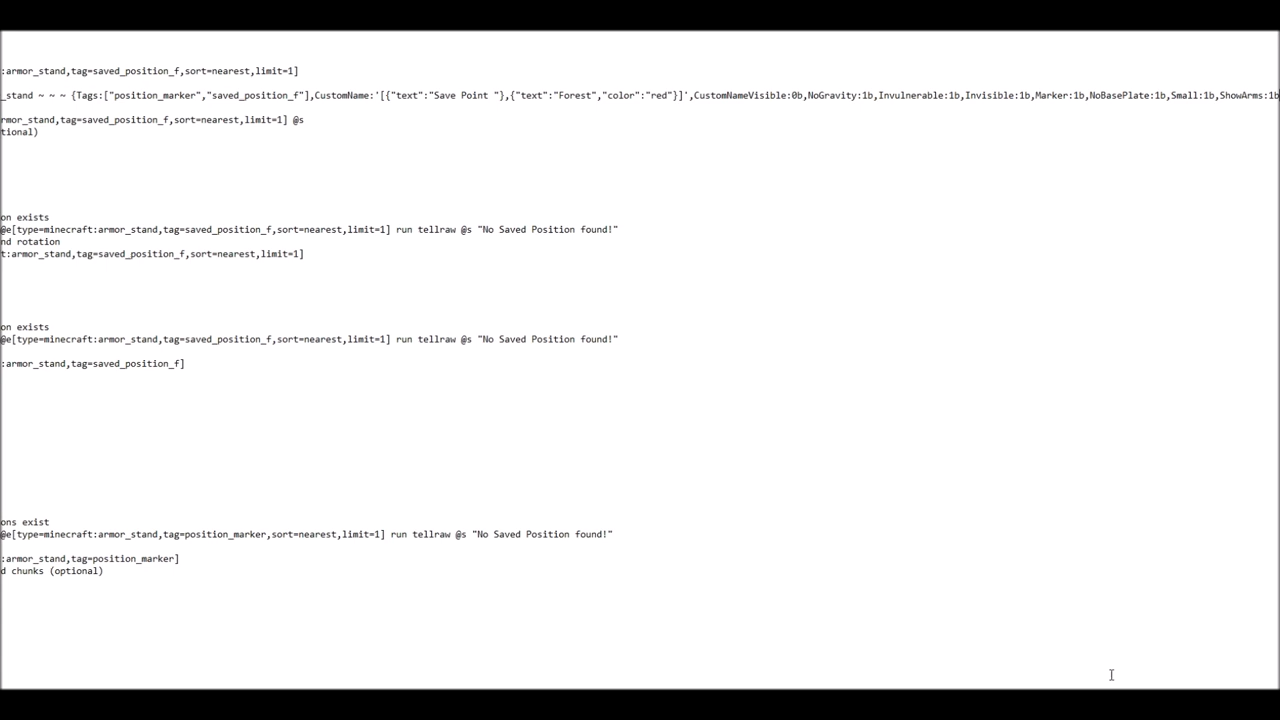 :armor_stand,tag=saved_position_f,sort=nearest,limit=1]
_stand ~ ~ ~ {Tags:["position_marker","saved_position_f"],CustomName:'[{"text":"Save Point "},{"text":"Forest","color":"red"}]',CustomNameVisible:0b,NoGravity:1b,Invulnerable:1b,Invisible:1b,Marker:1b,NoBasePlate:1b,Small:1b,ShowArms:1b
rmor_stand,tag=saved_position_f,sort=nearest,limit=1] @s
tional)
on exists
@e[type=minecraft:armor_stand,tag=saved_position_f,sort=nearest,limit=1] run tellraw @s "No Saved Position found!"
nd rotation
t:armor_stand,tag=saved_position_f,sort=nearest,limit=1]
on exists
@e[type=minecraft:armor_stand,tag=saved_position_f,sort=nearest,limit=1] run tellraw @s "No Saved Position found!"
:armor_stand,tag=saved_position_f]
ons exist
@e[type=minecraft:armor_stand,tag=position_marker,sort=nearest,limit=1] run tellraw @s "No Saved Position found!"
:armor_stand,tag=position_marker]
d chunks (optional)